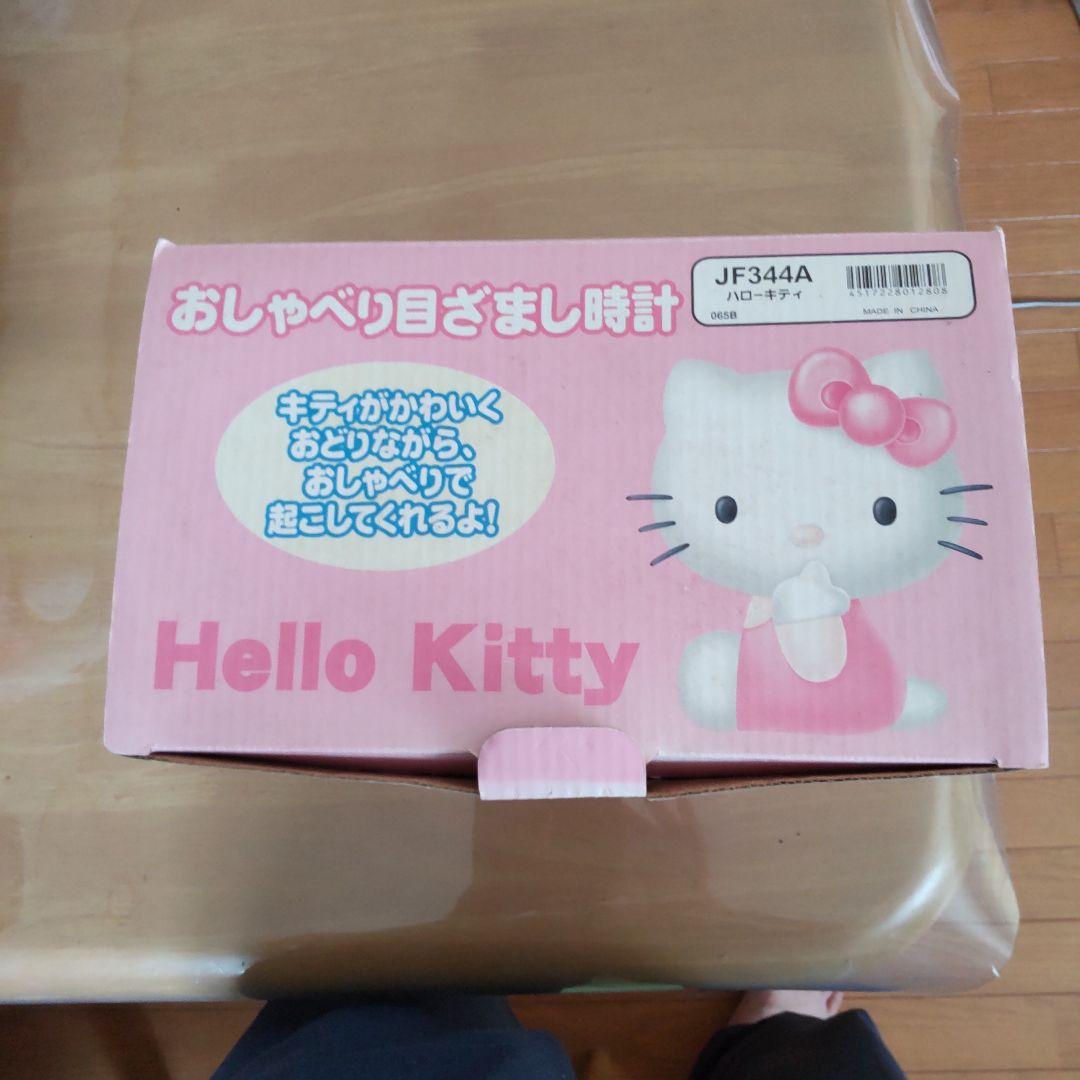 おしゃべり目ざまし時計
JF344A
ハローキティ
065B
4517228012808
MADE IN CHINA
キティがかわいく
おどりながら、
おしゃべりで
起こしてくれるよ!
Hello Kitty